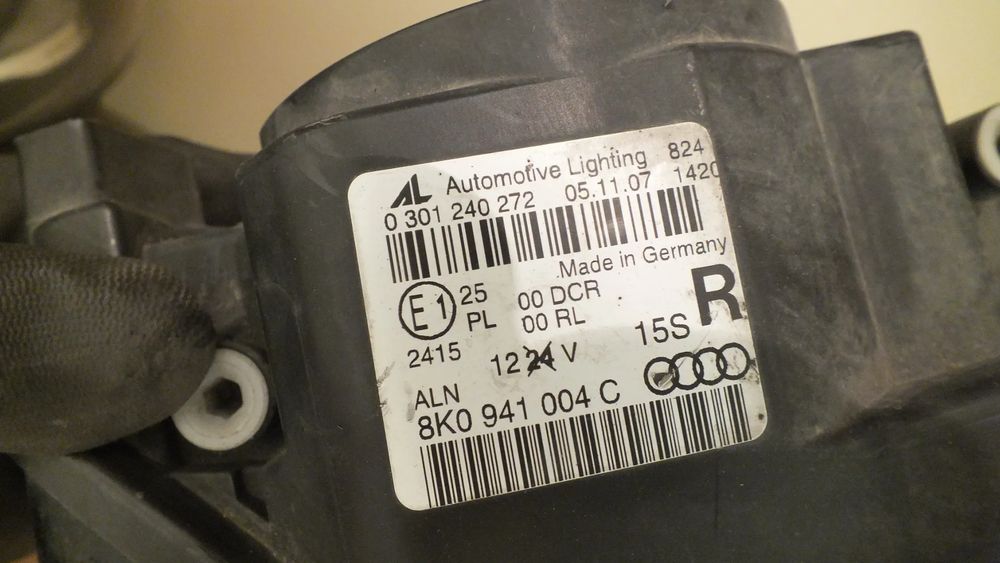 AL Automotive Lighting 824
0 301 240 272 05.11.07 1420
Made in Germany
E1 25 00 DCR R
PL 00 RL
2415 12 24 V 15S
ALN
8K0 941 004 C